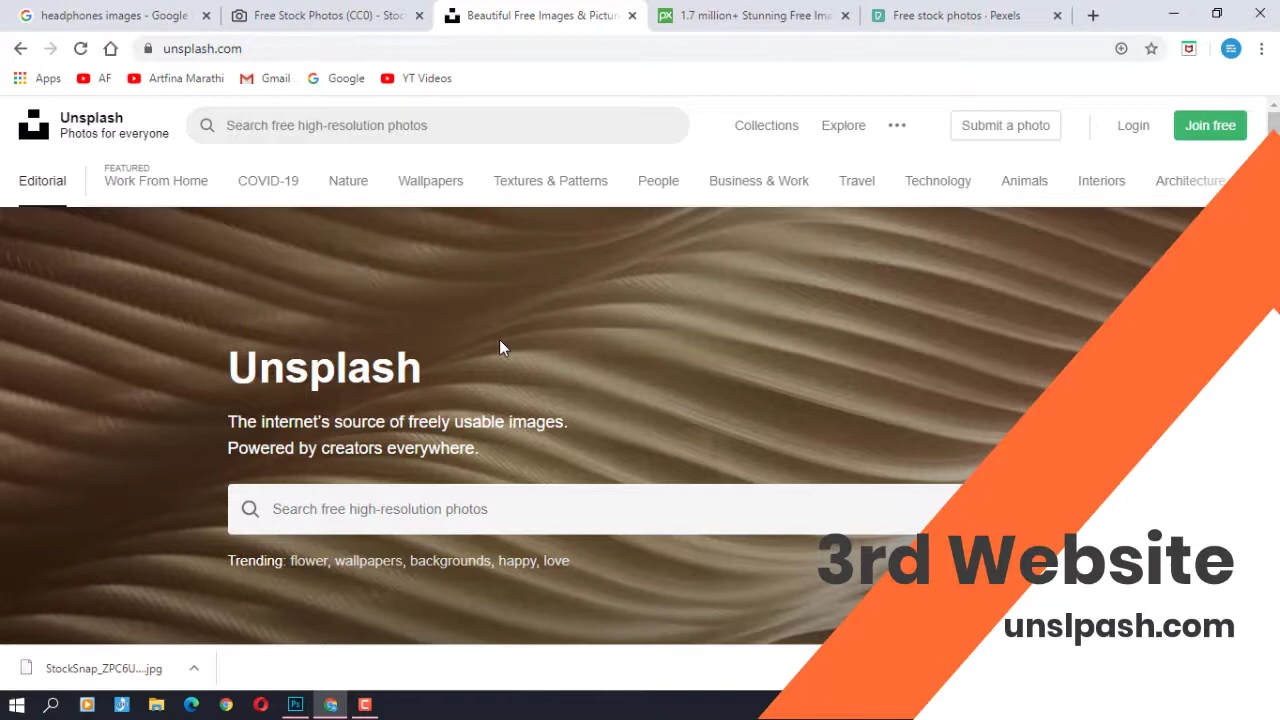 headphones images - Google
Free Stock Photos (CC0) - Stoc
Beautiful Free Images & Pictur
1.7 million+ Stunning Free Ima
Free stock photos · Pexels
unsplash.com
Apps
AF
Artfina Marathi
Gmail
Google
YT Videos
Unsplash
Photos for everyone
Search free high-resolution photos
Collections
Explore
Submit a photo
Login
Join free
Editorial
FEATURED
Work From Home
COVID-19
Nature
Wallpapers
Textures & Patterns
People
Business & Work
Travel
Technology
Animals
Interiors
Architecture
Unsplash
The internet's source of freely usable images.
Powered by creators everywhere.
Search free high-resolution photos
Trending: flower, wallpapers, backgrounds, happy, love
3rd Website
unslpash.com
StockSnap_ZPC6U....jpg
Ps